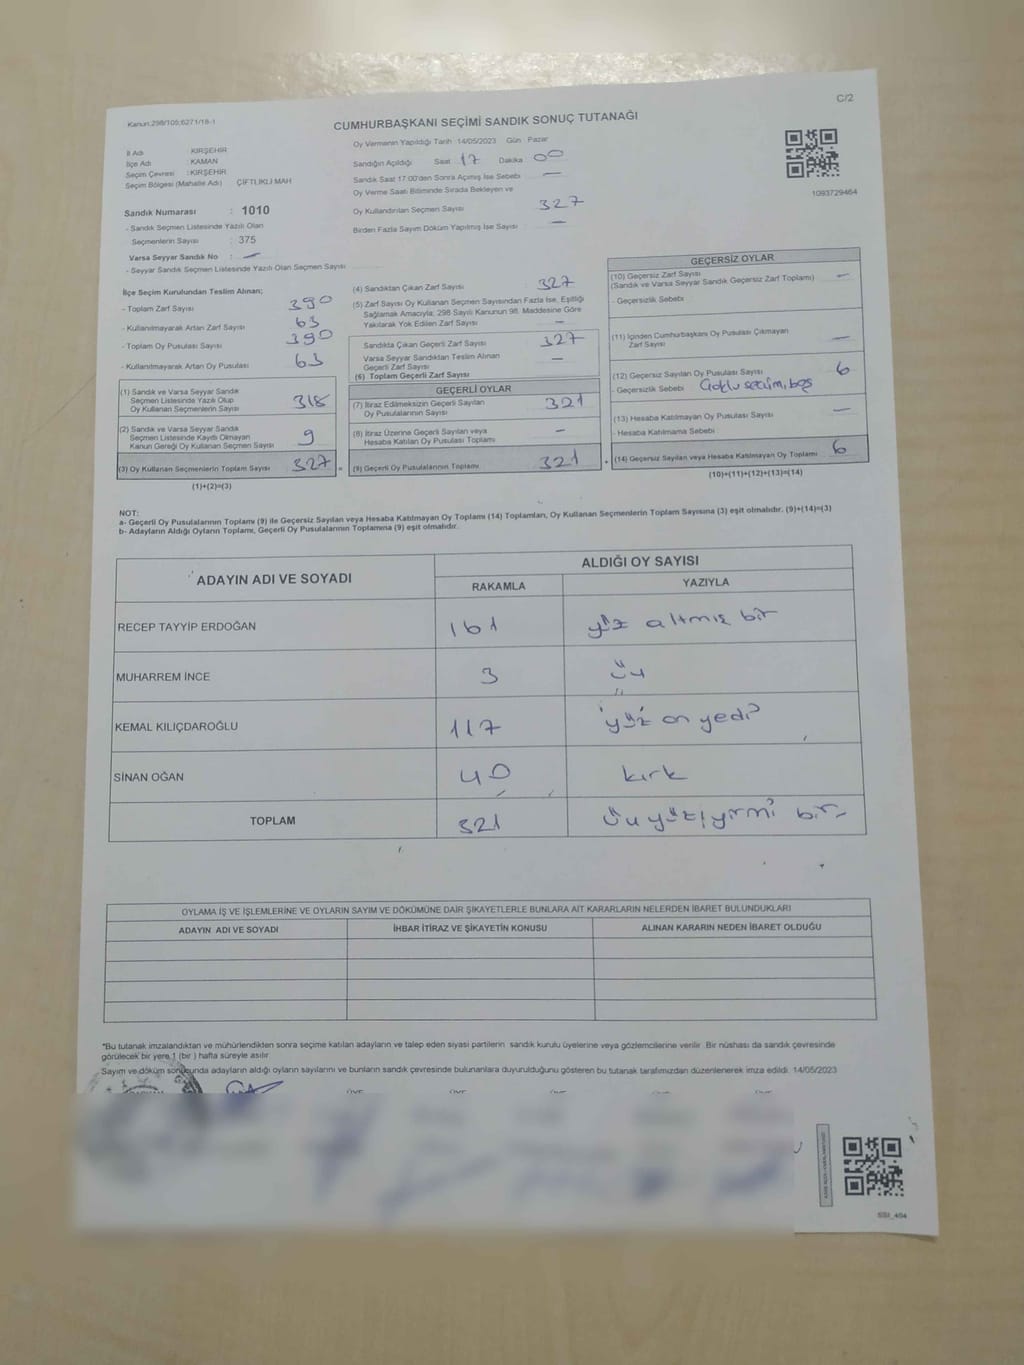 C/2
Kanun:298/105;6271/18-1
CUMHURBAŞKANI SEÇİMİ SANDIK SONUÇ TUTANAĞI
İl Adı : KIRŞEHİR
İlçe Adı : KAMAN
Seçim Çevresi : KIRŞEHİR
Seçim Bölgesi (Mahalle Adı) ÇİFTLİKLİ MAH
Sandık Numarası : 1010
- Sandık Seçmen Listesinde Yazılı Olan
Seçmenlerin Sayısı : 375
Varsa Seyyar Sandık No : —
- Seyyar Sandık Seçmen Listesinde Yazılı Olan Seçmen Sayısı
Oy Vermenin Yapıldığı Tarih 14/05/2023 Gün Pazar
Sandığın Açıldığı Saat 17 Dakika 00
Sandık Saat 17:00'den Sonra Açılmış İse Sebebi —
Oy Verme Saati Bitiminde Sırada Bekleyen ve
Oy Kullandırılan Seçmen Sayısı 327
Birden Fazla Sayım Döküm Yapılmış İse Sayısı : —
1093729464
İlçe Seçim Kurulundan Teslim Alınan;
- Toplam Zarf Sayısı 390
- Kullanılmayarak Artan Zarf Sayısı 63
- Toplam Oy Pusulası Sayısı 390
- Kullanılmayarak Artan Oy Pusulası 63
(1) Sandık ve Varsa Seyyar Sandık
Seçmen Listesinde Yazılı Olup
Oy Kullanan Seçmenlerin Sayısı 318
(2) Sandık ve Varsa Seyyar Sandık
Seçmen Listesinde Kayıtlı Olmayan
Kanun Gereği Oy Kullanan Seçmen Sayısı 9
(3) Oy Kullanan Seçmenlerin Toplam Sayısı 327 =
(1)+(2)=(3)
(4) Sandıktan Çıkan Zarf Sayısı : 327
(5) Zarf Sayısı Oy Kullanan Seçmen Sayısından Fazla İse, Eşitliği
Sağlamak Amacıyla; 298 Sayılı Kanunun 98. Maddesine Göre
Yakılarak Yok Edilen Zarf Sayısı —
Sandıkta Çıkan Geçerli Zarf Sayısı 327
Varsa Seyyar Sandıktan Teslim Alınan
Geçerli Zarf Sayısı —
(6) Toplam Geçerli Zarf Sayısı
GEÇERLİ OYLAR
(7) İtiraz Edilmeksizin Geçerli Sayılan
Oy Pusulalarının Sayısı 321
(8) İtiraz Üzerine Geçerli Sayılan veya
Hesaba Katılan Oy Pusulası Toplamı —
(9) Geçerli Oy Pusulalarının Toplamı 321 +
GEÇERSİZ OYLAR
(10) Geçersiz Zarf Sayısı
(Sandık ve Varsa Seyyar Sandık Geçersiz Zarf Toplamı) —
- Geçersizlik Sebebi
(11) İçinden Cumhurbaşkanı Oy Pusulası Çıkmayan
Zarf Sayısı —
(12) Geçersiz Sayılan Oy Pusulası Sayısı 6
- Geçersizlik Sebebi Çoklu seçim, boş
(13) Hesaba Katılmayan Oy Pusulası Sayısı —
- Hesaba Katılmama Sebebi
(14) Geçersiz Sayılan veya Hesaba Katılmayan Oy Toplamı 6
(10)+(11)+(12)+(13)=(14)
NOT:
a- Geçerli Oy Pusulalarının Toplamı (9) ile Geçersiz Sayılan veya Hesaba Katılmayan Oy Toplamı (14) Toplamları, Oy Kullanan Seçmenlerin Toplam Sayısına (3) eşit olmalıdır. (9)+(14)=(3)
b- Adayların Aldığı Oyların Toplamı, Geçerli Oy Pusulalarının Toplamına (9) eşit olmalıdır.
ADAYIN ADI VE SOYADI ALDIĞI OY SAYISI
RAKAMLA YAZIYLA
RECEP TAYYİP ERDOĞAN 161 yüz altmış bir
MUHARREM İNCE 3 üç
KEMAL KILIÇDAROĞLU 117 yüz on yedi
SİNAN OĞAN 40 kırk
TOPLAM 321 üç yüz yirmi bir
OYLAMA İŞ VE İŞLEMLERİNE VE OYLARIN SAYIM VE DÖKÜMÜNE DAİR ŞİKAYETLERLE BUNLARA AİT KARARLARIN NELERDEN İBARET BULUNDUKLARI
ADAYIN ADI VE SOYADI İHBAR İTİRAZ VE ŞİKAYETİN KONUSU ALINAN KARARIN NEDEN İBARET OLDUĞU
*Bu tutanak imzalandıktan ve mühürlendikten sonra seçime katılan adayların ve talep eden siyasi partilerin sandık kurulu üyelerine veya gözlemcilerine verilir. Bir nüshası da sandık çevresinde
görülecek bir yere 1 (bir ) hafta süreyle asılır.
Sayım ve döküm sonucunda adayların aldığı oyların sayılarını ve bunların sandık çevresinde bulunanlara duyurulduğunu gösteren bu tutanak tarafımızdan düzenlenerek imza edildi. 14/05/2023
ÜYE ÜYE ÜYE ÜYE ÜYE
SSI_404